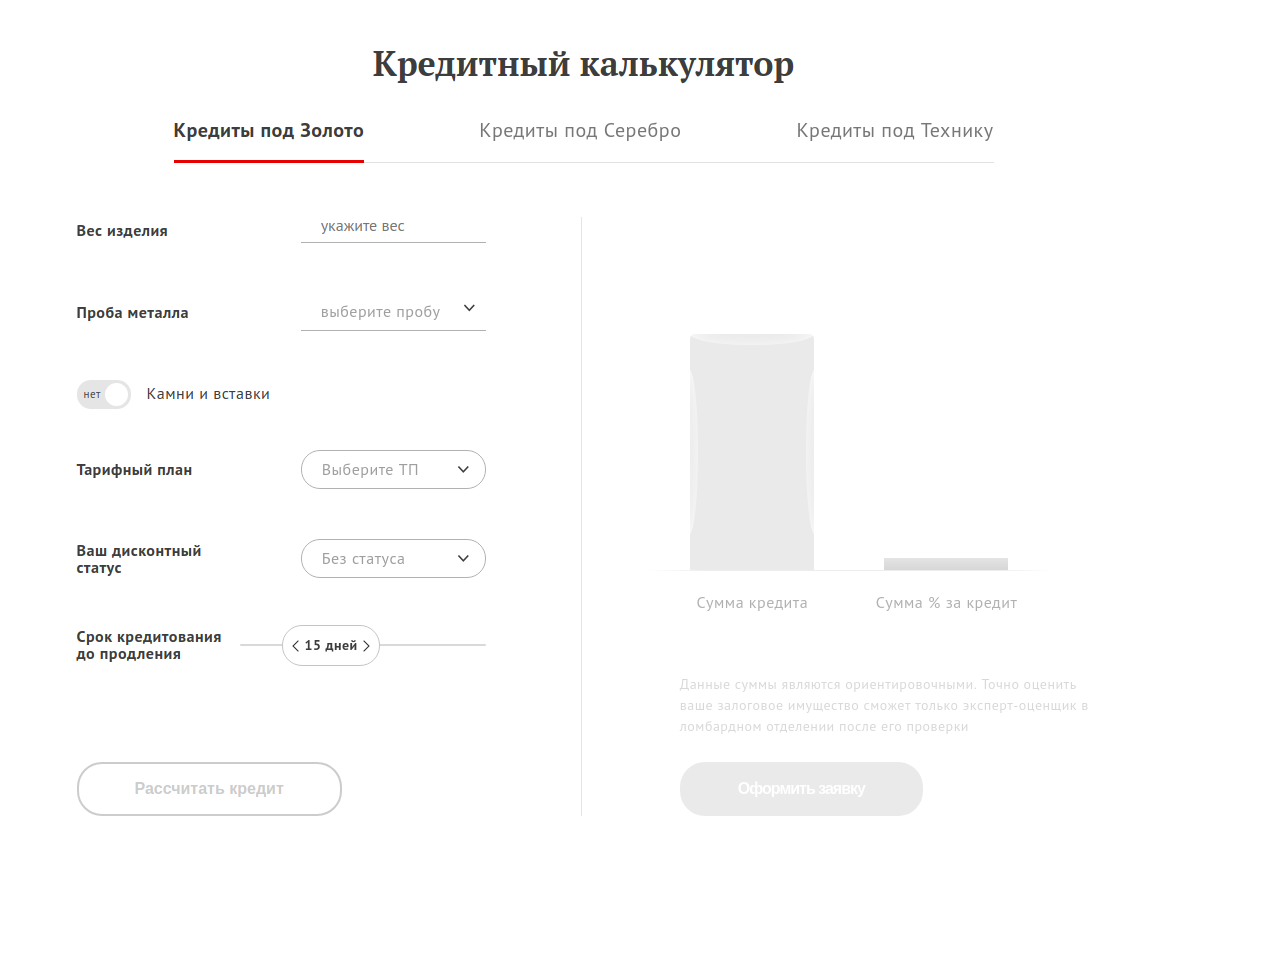 Кредитный калькулятор
Кредиты под Золото
Кредиты под Серебро
Кредиты под Технику
Вес изделия
укажите вес
Проба металла
выберите пробу
нет
Камни и вставки
Тарифный план
Выберите ТП
Ваш дисконтный
статус
Без статуса
Срок кредитования
до продления
15 дней
Рассчитать кредит
Сумма кредита
Сумма % за кредит
Данные суммы являются ориентировочными. Точно оценить
ваше залоговое имущество сможет только эксперт-оценщик в
ломбардном отделении после его проверки
Оформить заявку